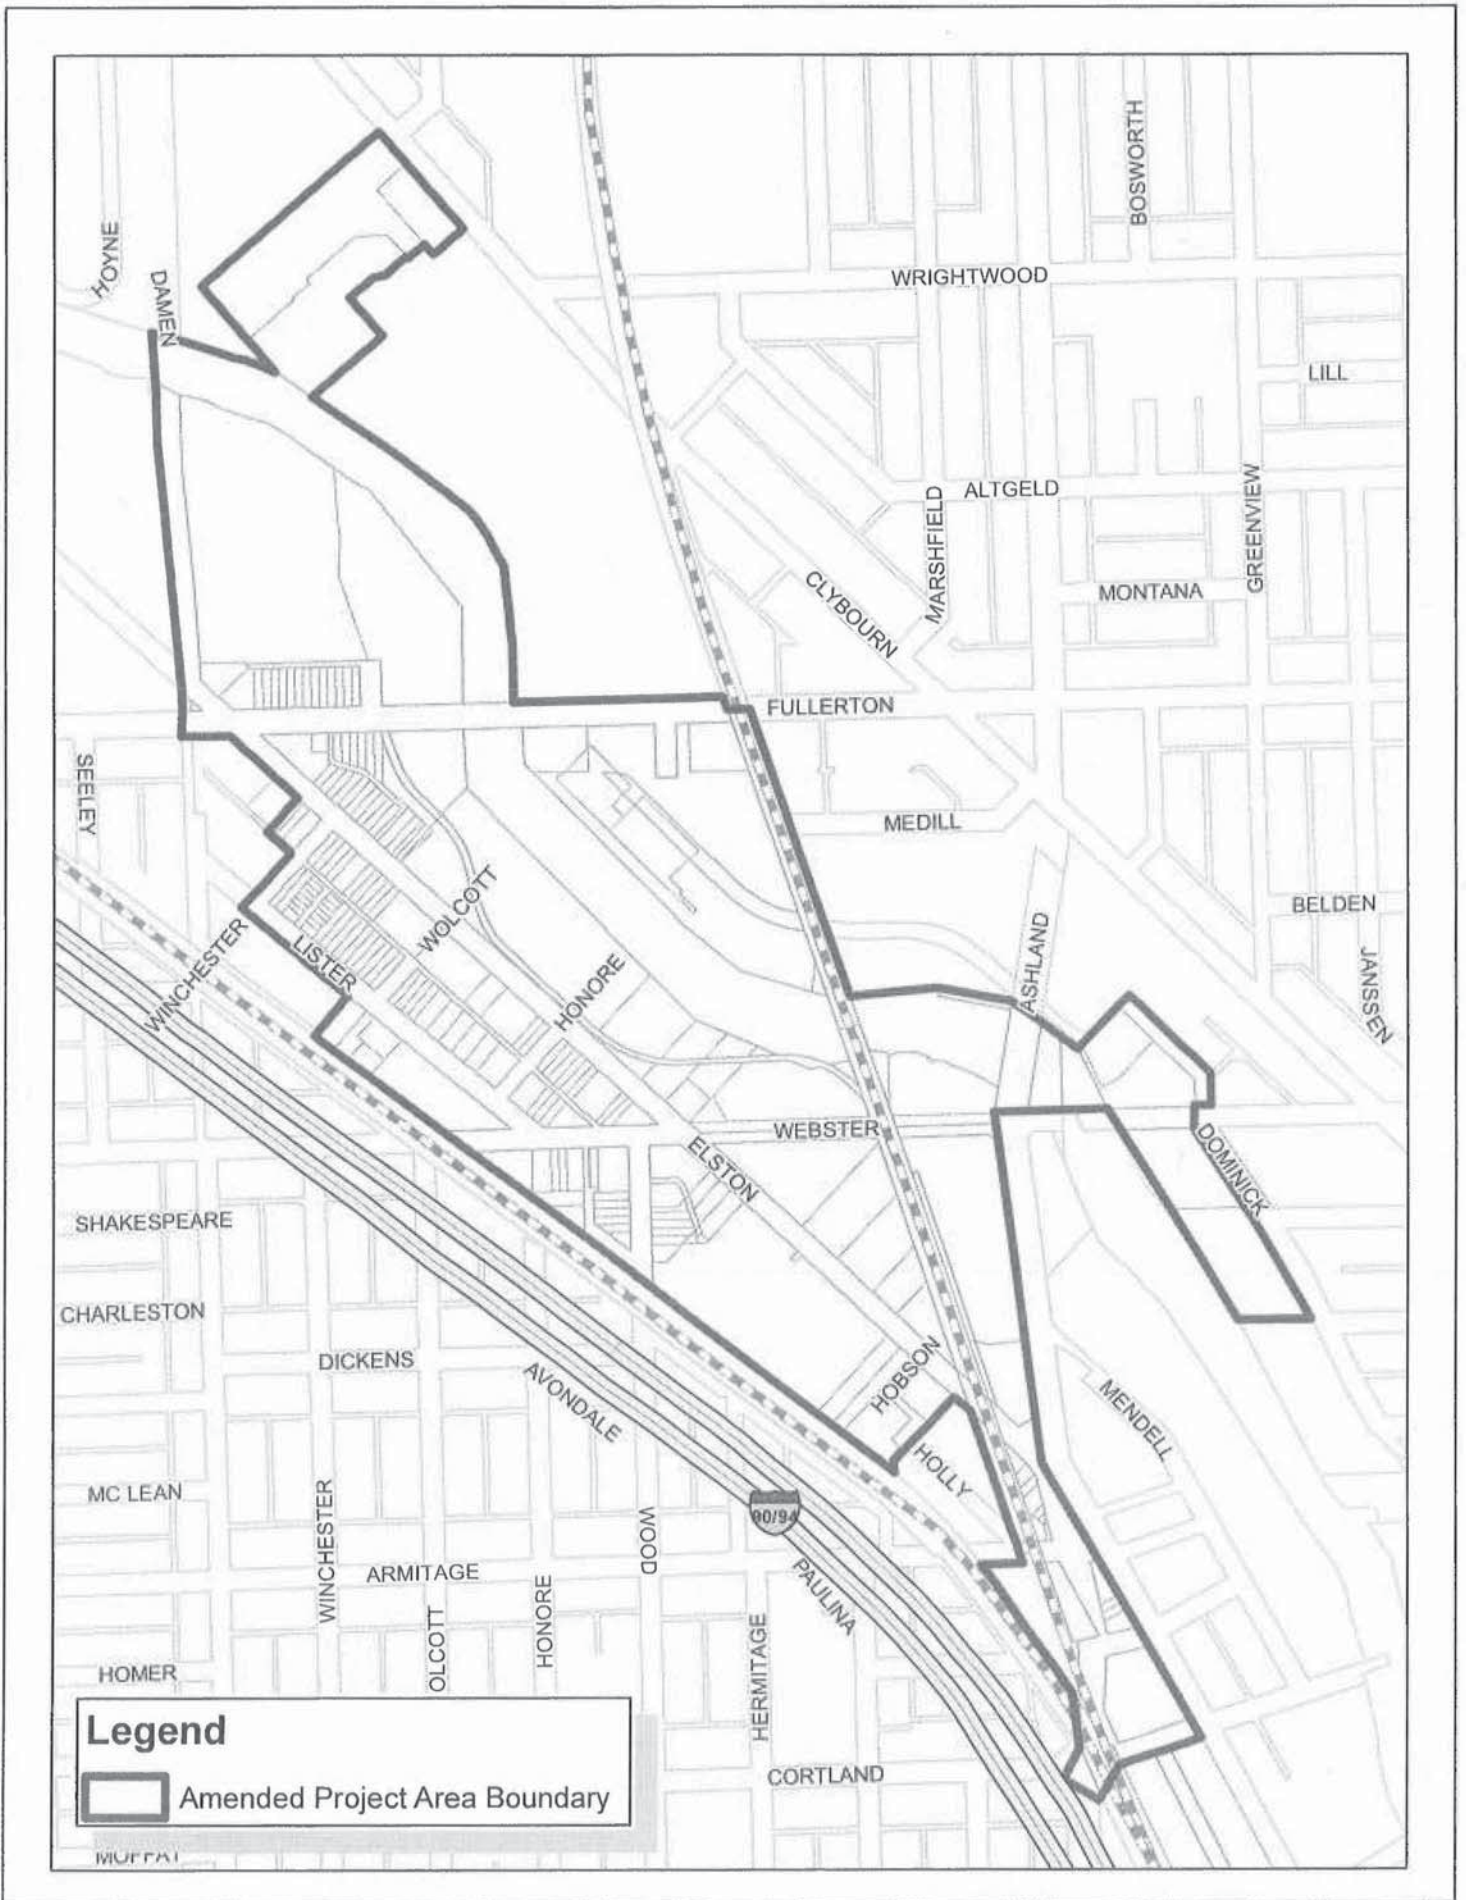 BOSWORTH
HOYNE
DAMEN
WRIGHTWOOD
LILL
ALTGELD
MARSHFIELD
GREENVIEW
MONTANA
CLYBOURN
FULLERTON
SEELEY
MEDILL
WOLCOTT
BELDEN
ASHLAND
WINCHESTER
LISTER
HONORE
JANSSEN
WEBSTER
ELSTON
DOMINICK
SHAKESPEARE
CHARLESTON
DICKENS
AVONDALE
HOBSON
MENDELL
HOLLY
MC LEAN
WINCHESTER
90/94
WOOD
ARMITAGE
PAULINA
OLCOTT
HONORE
HERMITAGE
HOMER
Legend
CORTLAND
Amended Project Area Boundary
MOFFAT